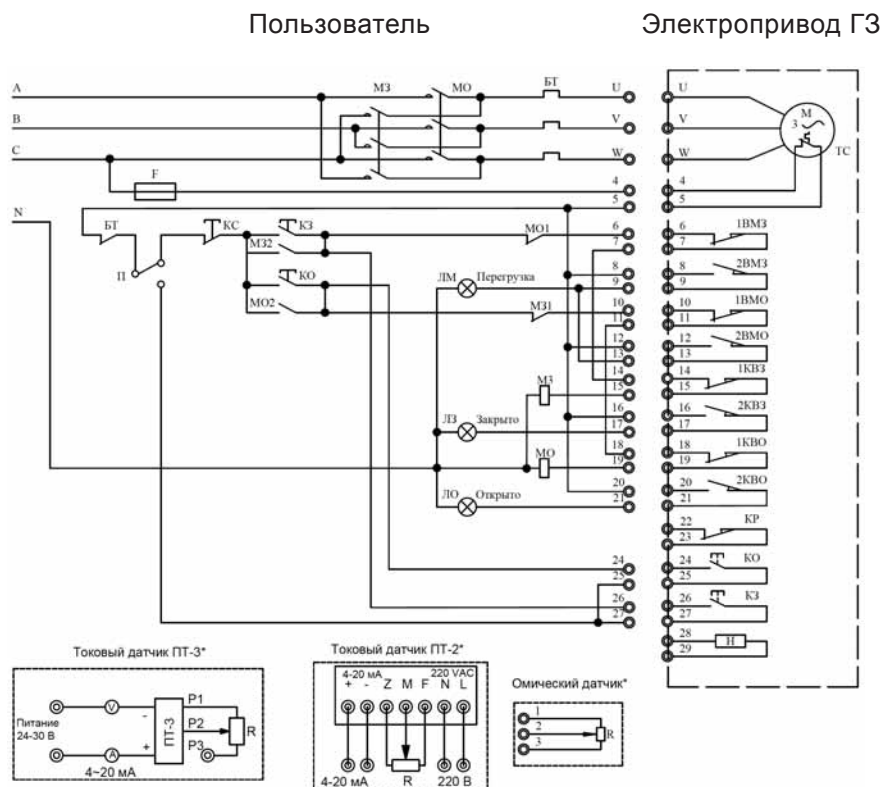 Пользователь
Электропривод ГЗ
A
МЗ
МО
БТ
U
U
M
3
B
V
V
C
W
W
ТС
F
4
4
5
5
N
БТ
КС
КЗ
МО1
6
6
1ВМЗ
МЗ2
7
7
П
КО
ЛМ
Перегрузка
8
8
2ВМЗ
9
9
МО2
МЗ1
10
10
1ВМО
11
11
12
12
2ВМО
13
13
МЗ
14
14
1КВЗ
15
15
ЛЗ
Закрыто
16
16
2КВЗ
17
17
МО
18
18
1КВО
19
19
ЛО
Открыто
20
20
2КВО
21
21
22
КР
23
24
24
КО
25
25
26
26
КЗ
27
27
28
Н
29
Токовый датчик ПТ-3*
Питание
24-30 В
V
-
ПТ-3
P1
P2
R
P3
A
+
4~20 мА
Токовый датчик ПТ-2*
4-20 мА
220 VAC
+ - Z M F N L
4-20 мА
R
220 В
Омический датчик*
1
2
R
3